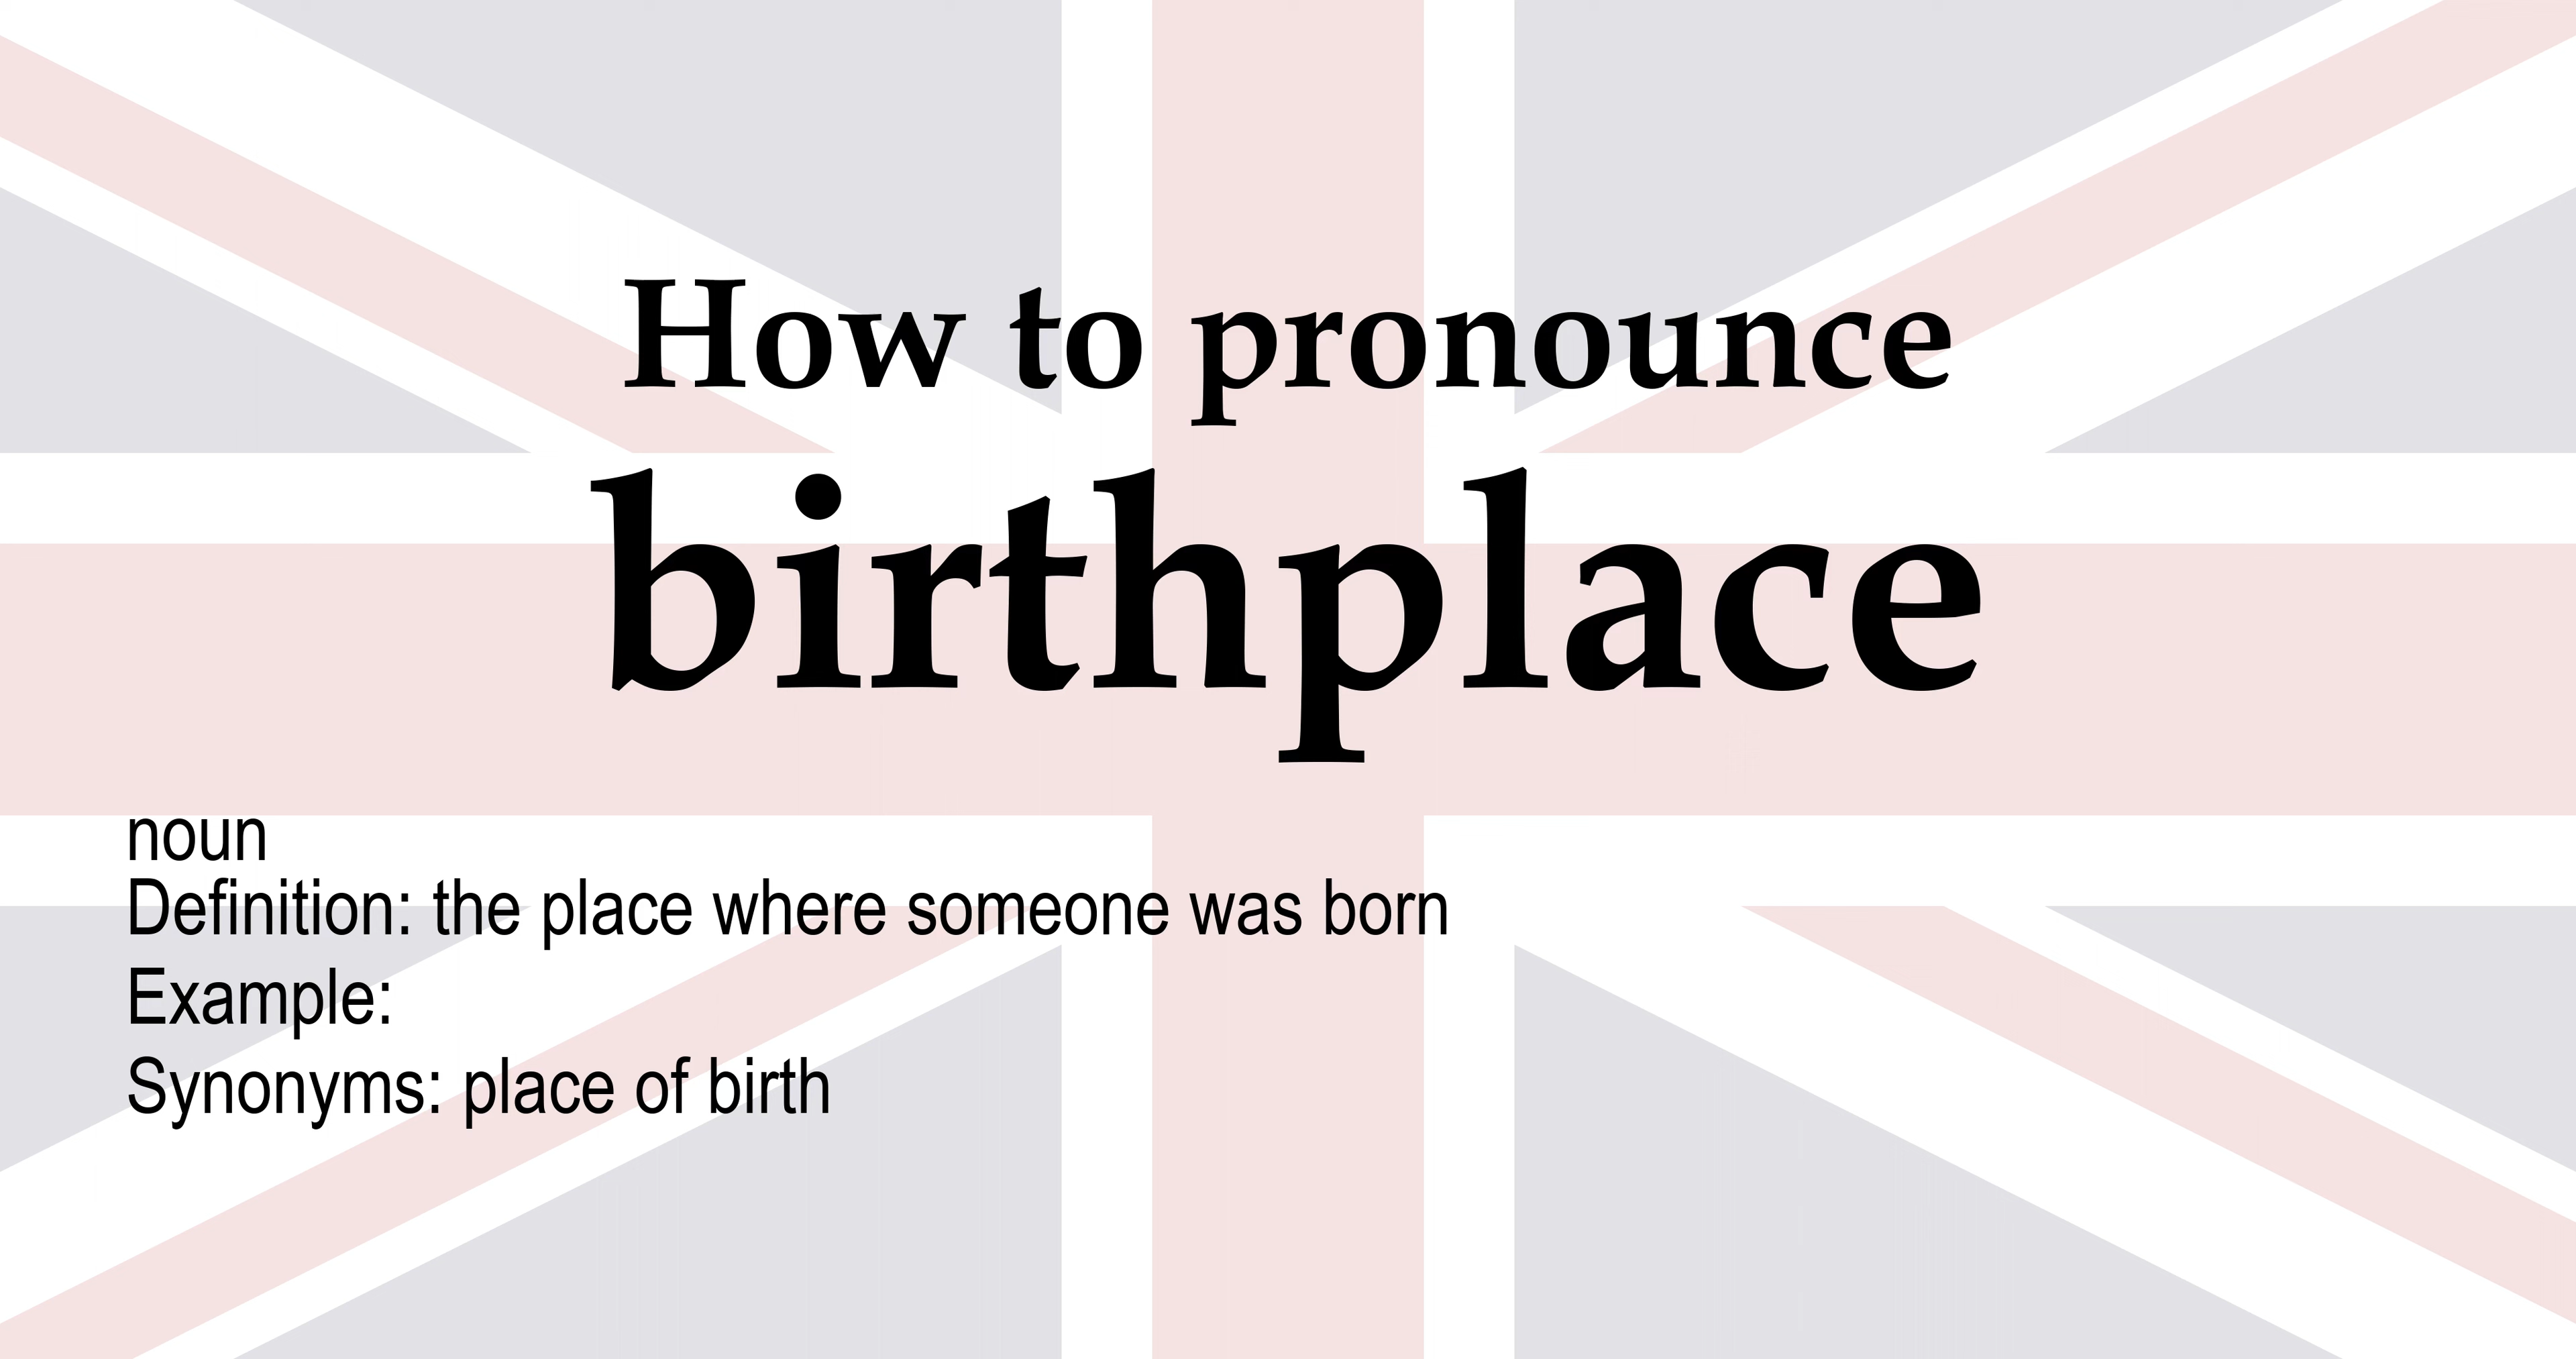 How to pronounce
birthplace
noun
Definition: the place where someone was born
Example:
Synonyms: place of birth